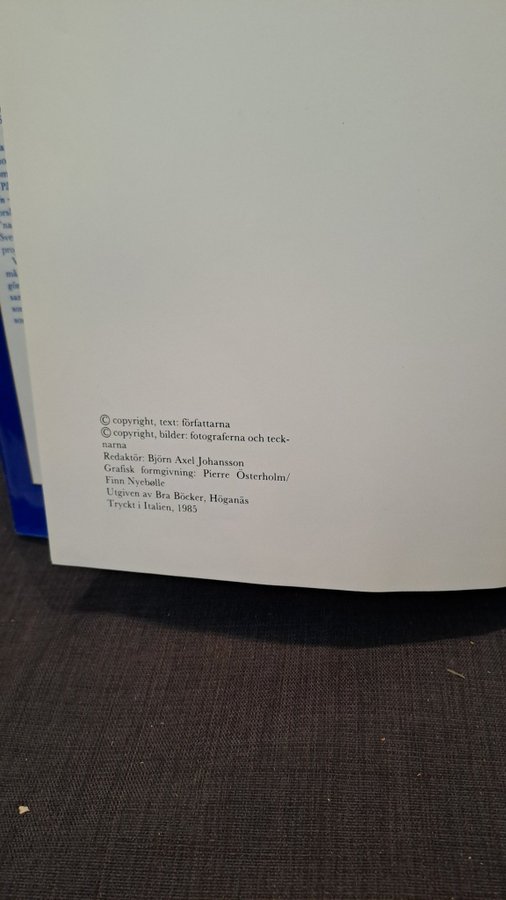 © copyright, text: författarna
© copyright, bilder: fotograferna och teck-
narna
Redaktör: Björn Axel Johansson
Grafisk formgivning: Pierre Österholm/
Finn Nyebølle
Utgiven av Bra Böcker, Höganäs
Tryckt i Italien, 1985